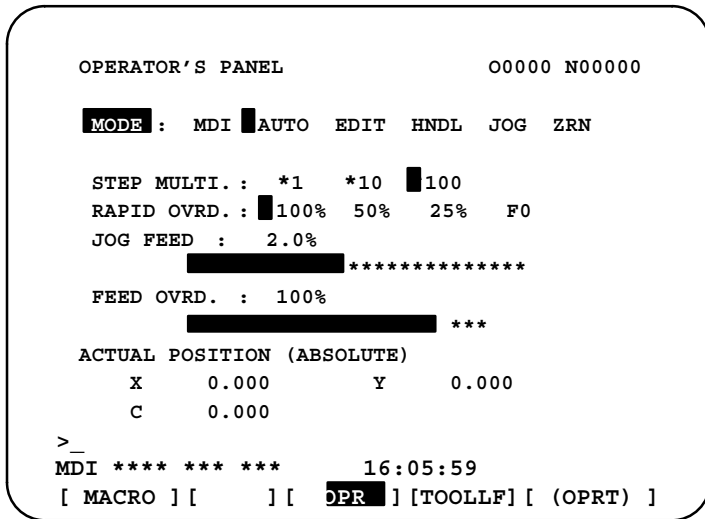 OPERATOR'S PANEL O0000 N00000
MODE : MDI AUTO EDIT HNDL JOG ZRN
STEP MULTI. : *1 *10 100
RAPID OVRD. : 100% 50% 25% F0
JOG FEED : 2.0%
**************
FEED OVRD. : 100%
***
ACTUAL POSITION (ABSOLUTE)
X 0.000 Y 0.000
C 0.000
>_
MDI **** *** *** 16:05:59
[ MACRO ] [ ] [ OPR ] [TOOLLF] [ (OPRT) ]